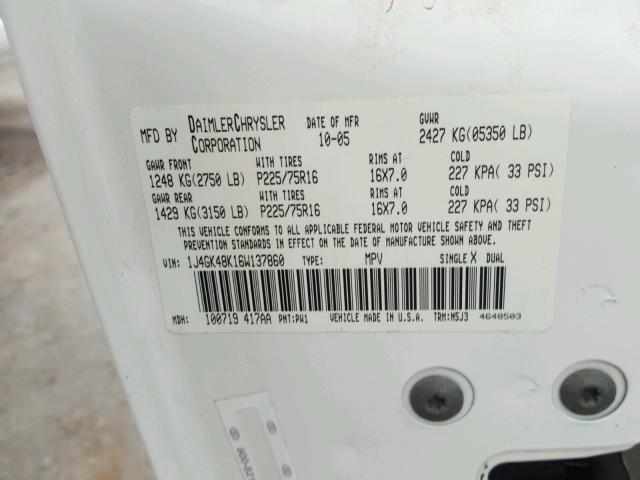 MFD BY DAIMLERCHRYSLER CORPORATION DATE OF MFR 10-05 GVWR 2427 KG(05350 LB)
GAWR FRONT WITH TIRES RIMS AT COLD
1248 KG(2750 LB) P225/75R16 16X7.0 227 KPA( 33 PSI)
GAWR REAR WITH TIRES RIMS AT COLD
1429 KG(3150 LB) P225/75R16 16X7.0 227 KPA( 33 PSI)
THIS VEHICLE CONFORMS TO ALL APPLICABLE FEDERAL MOTOR VEHICLE SAFETY AND THEFT
PREVENTION STANDARDS IN EFFECT ON THE DATE OF MANUFACTURE SHOWN ABOVE.
VIN: 1J4GK48K16W137860 TYPE: MPV SINGLE X DUAL
MDH: 100719 417AA PNT:PW1 VEHICLE MADE IN U.S.A. TRM:N5J3 4648503